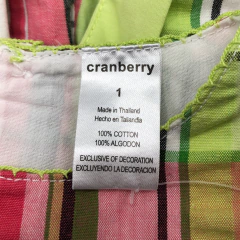 cranberry
1
Made in Thailand
Hecho en Tailandia
100% COTTON
100% ALGODON
EXCLUSIVE OF DECORATION
EXCLUYENDO LA DECORACION